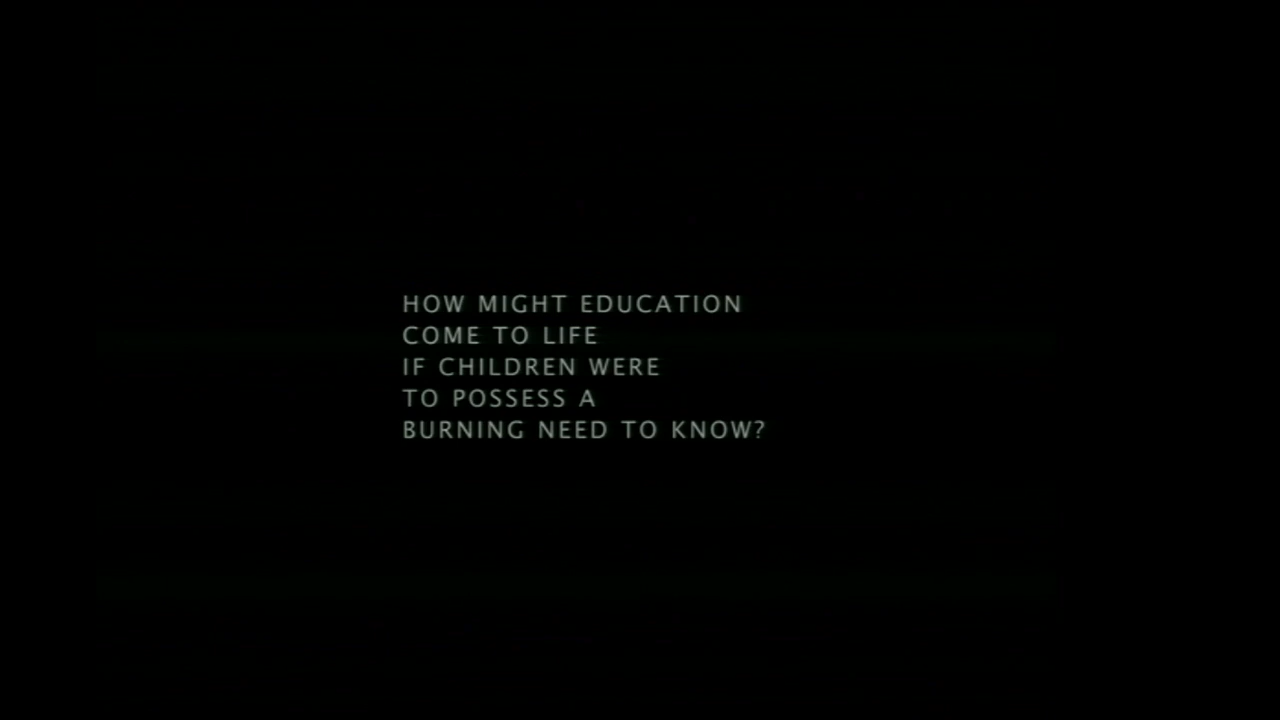 HOW MIGHT EDUCATION
COME TO LIFE
IF CHILDREN WERE
TO POSSESS A
BURNING NEED TO KNOW?